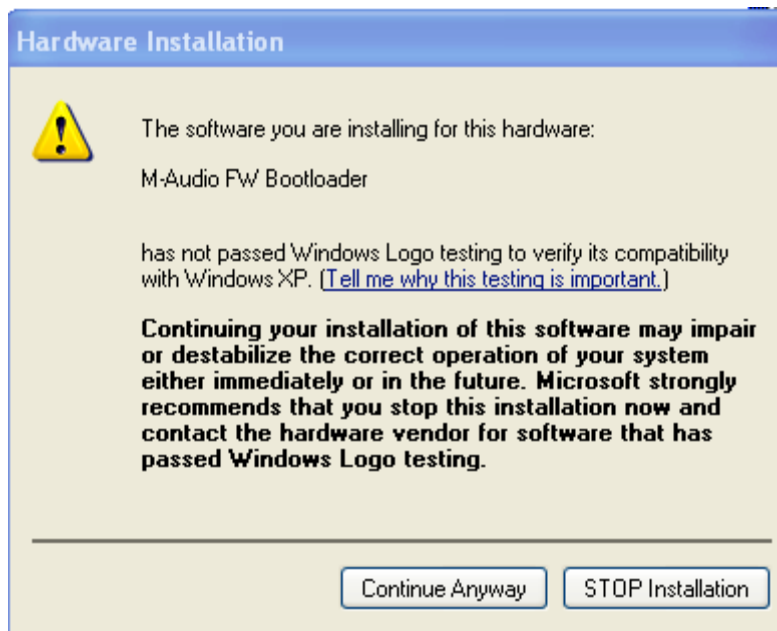 Hardware Installation
The software you are installing for this hardware:
M-Audio FW Bootloader
has not passed Windows Logo testing to verify its compatibility
with Windows XP. (Tell me why this testing is important.)
Continuing your installation of this software may impair
or destabilize the correct operation of your system
either immediately or in the future. Microsoft strongly
recommends that you stop this installation now and
contact the hardware vendor for software that has
passed Windows Logo testing.
Continue Anyway
STOP Installation